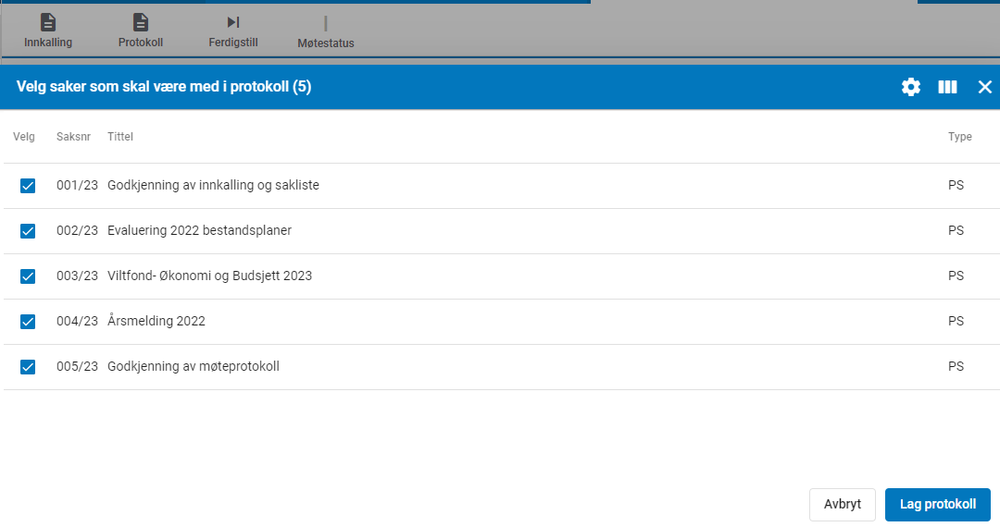 Innkalling Protokoll Ferdigstill Møtestatus
Velg saker som skal være med i protokoll (5)
Velg Saksnr Tittel Type
001/23 Godkjenning av innkalling og sakliste PS
002/23 Evaluering 2022 bestandsplaner PS
003/23 Viltfond- Økonomi og Budsjett 2023 PS
004/23 Årsmelding 2022 PS
005/23 Godkjenning av møteprotokoll PS
Avbryt Lag protokoll